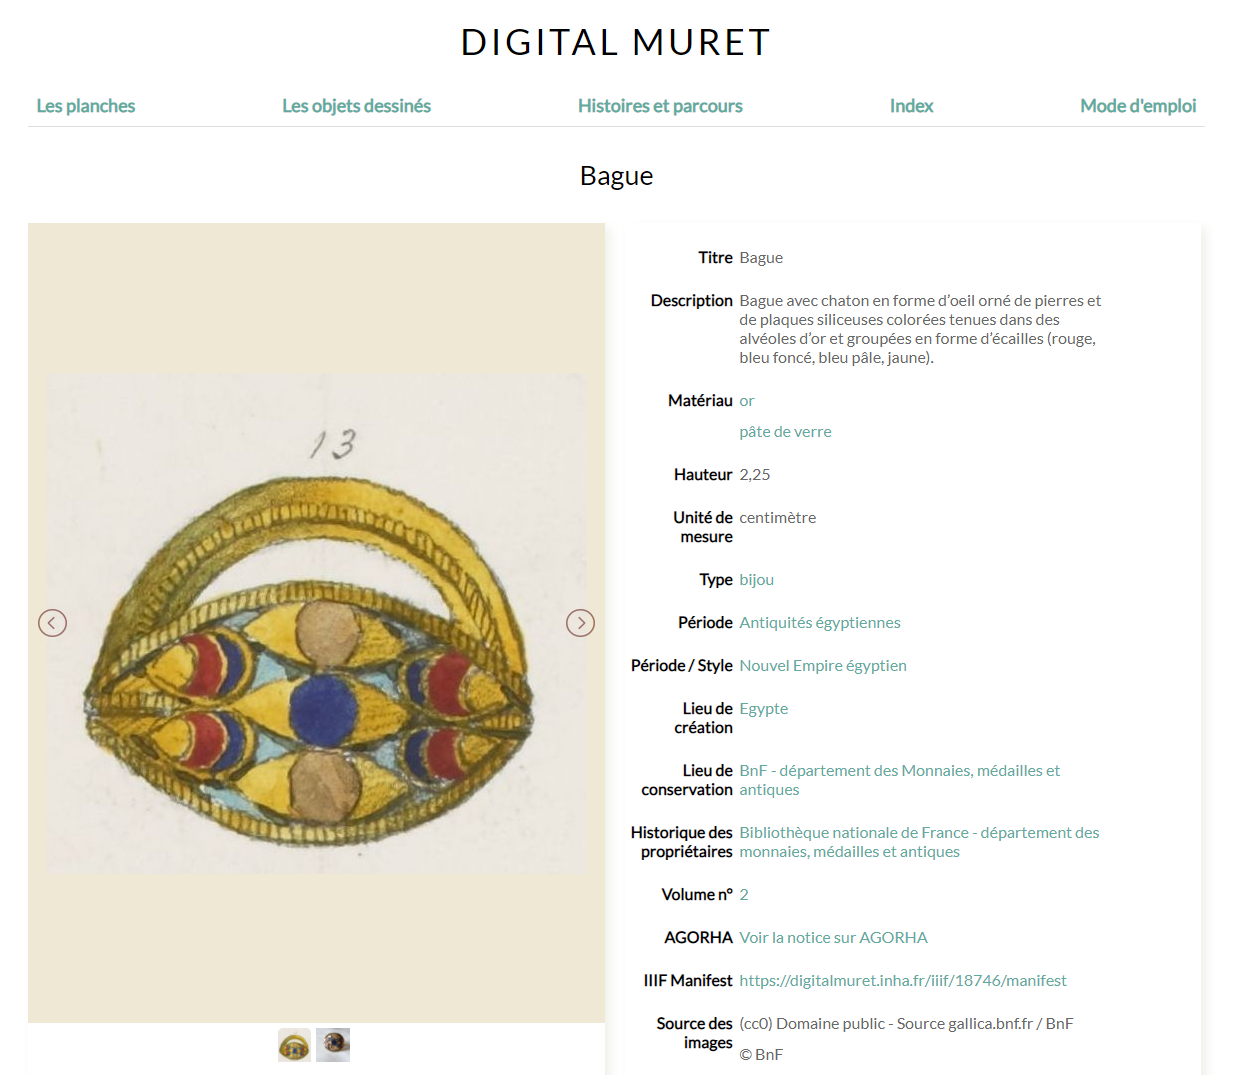 DIGITAL MURET
Les planches
Les objets dessinés
Histoires et parcours
Index
Mode d'emploi
Bague
13
Titre Bague
Description Bague avec chaton en forme d’oeil orné de pierres et
de plaques siliceuses colorées tenues dans des
alvéoles d’or et groupées en forme d’écailles (rouge,
bleu foncé, bleu pâle, jaune).
Matériau or
pâte de verre
Hauteur 2,25
Unité de centimètre
mesure
Type bijou
Période Antiquités égyptiennes
Période / Style Nouvel Empire égyptien
Lieu de Egypte
création
Lieu de BnF - département des Monnaies, médailles et
conservation antiques
Historique des Bibliothèque nationale de France - département des
propriétaires monnaies, médailles et antiques
Volume n° 2
AGORHA Voir la notice sur AGORHA
IIIF Manifest https://digitalmuret.inha.fr/iiif/18746/manifest
Source des (cc0) Domaine public - Source gallica.bnf.fr / BnF
images
© BnF